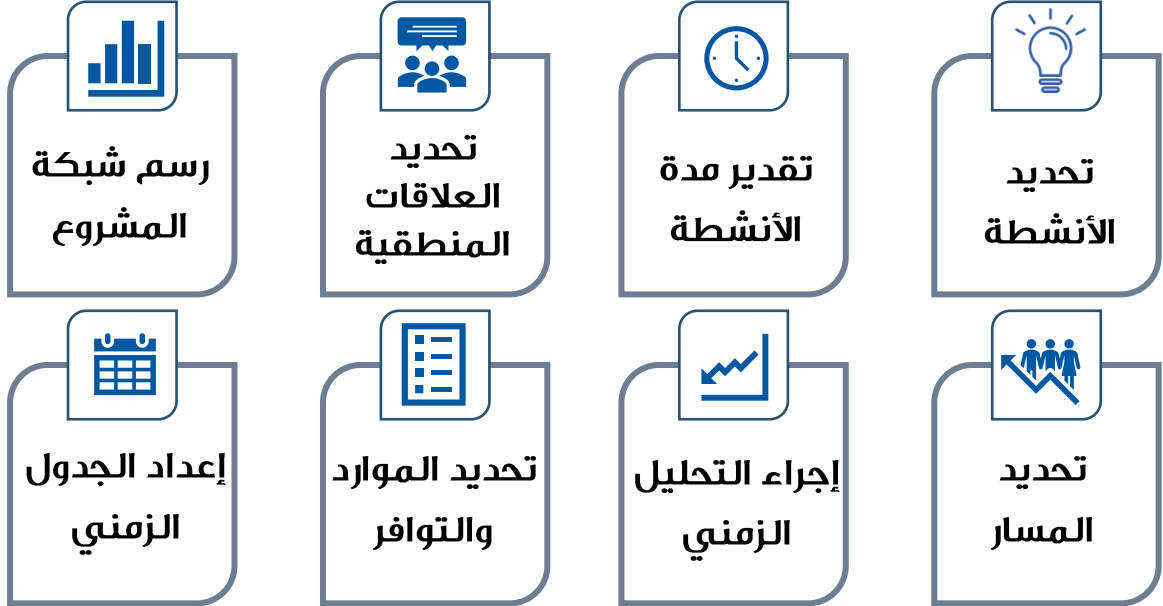 تحديد
الأنشطة
تقدير مدة
الأنشطة
تحديد
العلاقات
المنطقية
رسم شبكة
المشروع
تحديد
المسار
إجراء التحليل
الزمني
تحديد الموارد
والتوافر
إعداد الجدول
الزمني